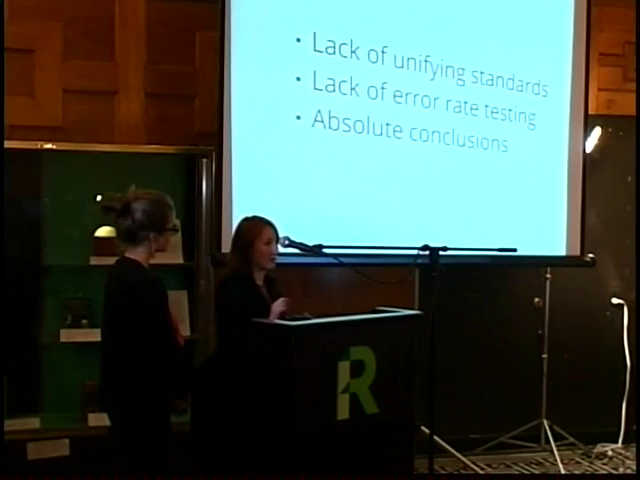 • Lack of unifying standards
• Lack of error rate testing
• Absolute conclusions
R